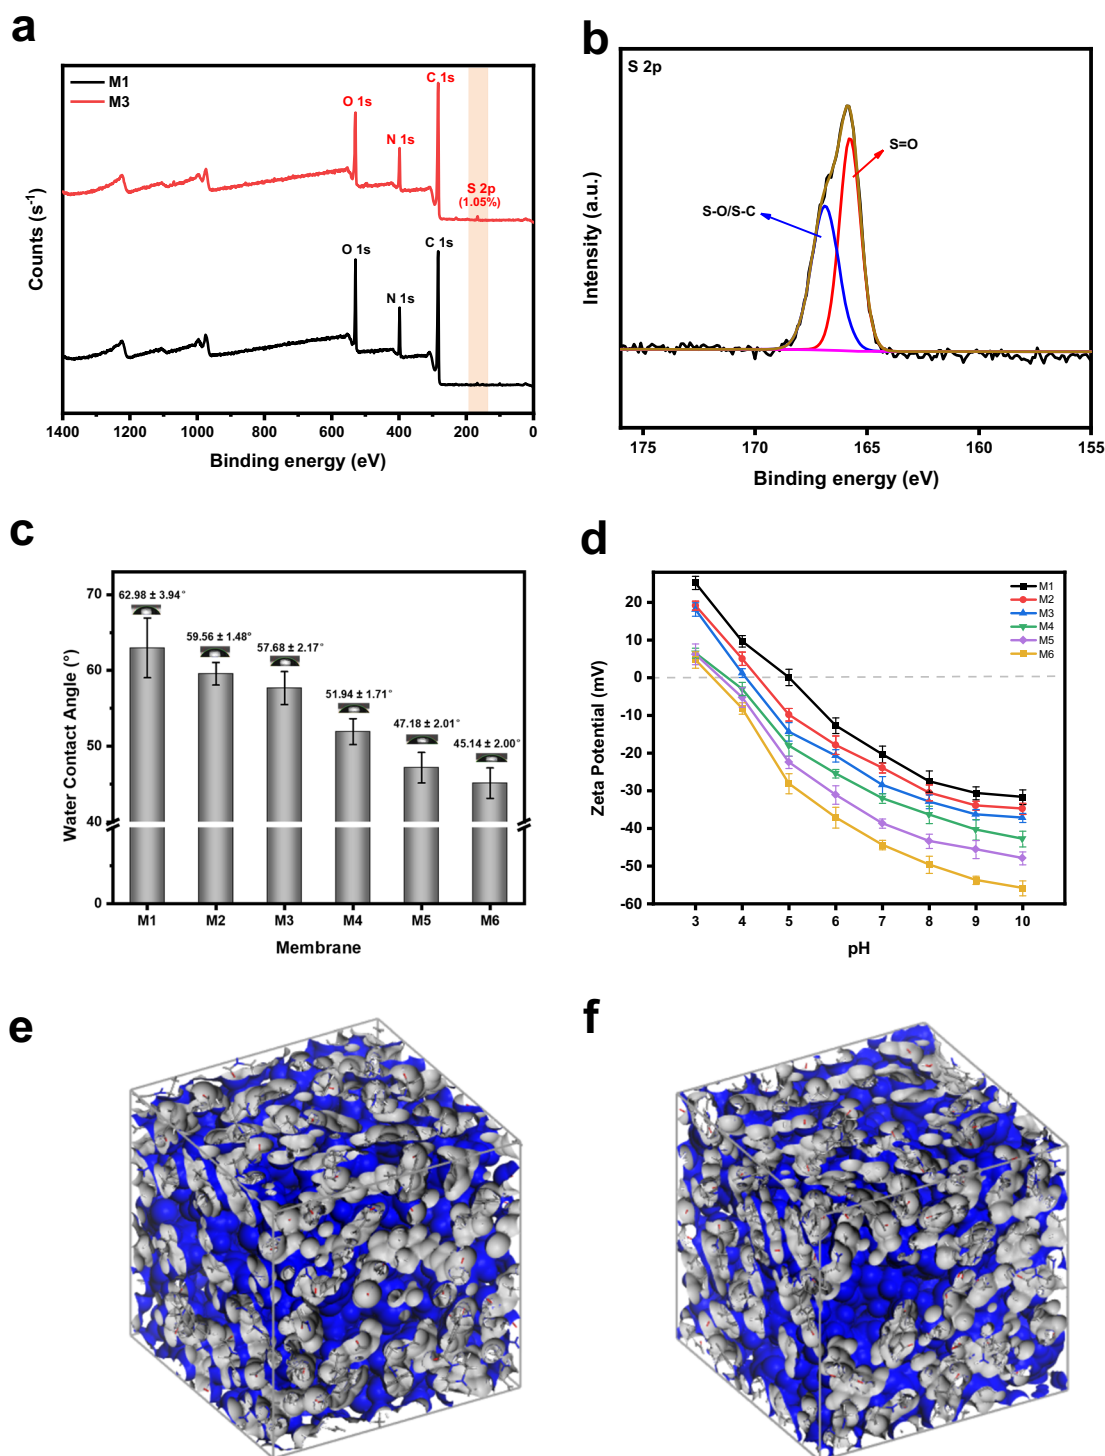 a
M1
M3
O 1s
N 1s
C 1s
S 2p
(1.05%)
O 1s
N 1s
C 1s
Counts (s⁻¹)
1400 1200 1000 800 600 400 200 0
Binding energy (eV)
b
S 2p
S=O
S-O/S-C
Intensity (a.u.)
175 170 165 160 155
Binding energy (eV)
c
62.98 ± 3.94°
59.56 ± 1.48°
57.68 ± 2.17°
51.94 ± 1.71°
47.18 ± 2.01°
45.14 ± 2.00°
Water Contact Angle (°)
70
60
50
40
0
M1 M2 M3 M4 M5 M6
Membrane
d
M1
M2
M3
M4
M5
M6
Zeta Potential (mV)
20
10
0
-10
-20
-30
-40
-50
-60
3 4 5 6 7 8 9 10
pH
e
f